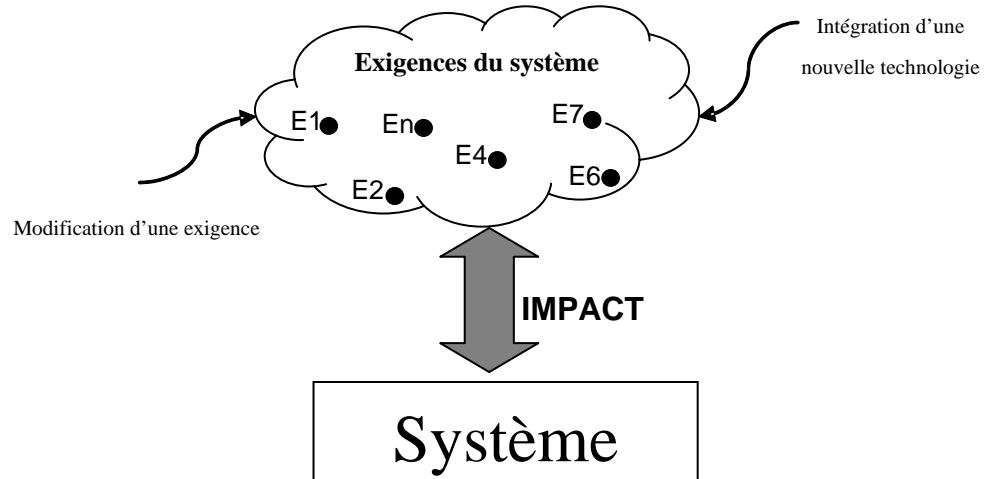 Intégration d’une
nouvelle technologie
Exigences du système
E1
En
E7
E4
E2
E6
Modification d’une exigence
IMPACT
Système